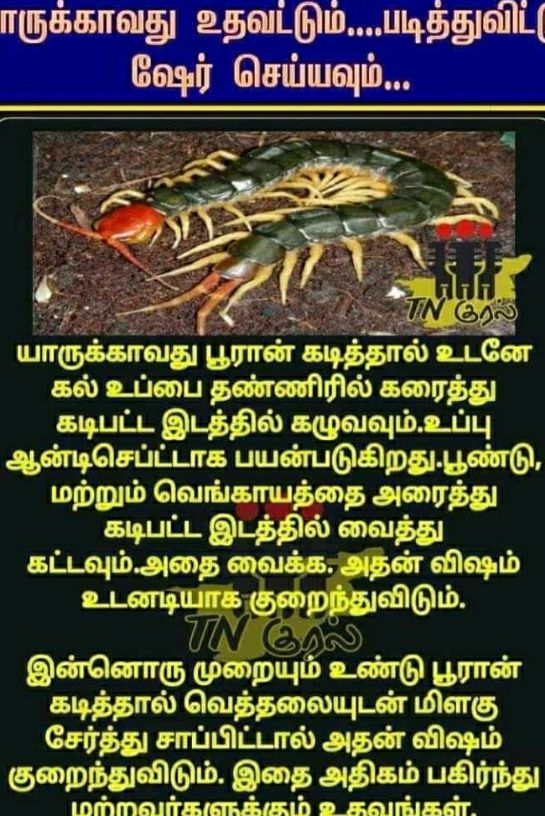 ாருக்காவது உதவட்டும்....படித்துவிட்டு
ஷேர் செய்யவும்...
TN குரல்
யாருக்காவது பூரான் கடித்தால் உடனே
கல் உப்பை தண்ணிரில் கரைத்து
கடிபட்ட இடத்தில் கழுவவும்.உப்பு
ஆன்டிசெப்ட்டாக பயன்படுகிறது.பூண்டு,
மற்றும் வெங்காயத்தை அரைத்து
கடிபட்ட இடத்தில் வைத்து
கட்டவும்.அதை வைக்க. அதன் விஷம்
உடனடியாக குறைந்துவிடும்.
TN குரல்
இன்னொரு முறையும் உண்டு பூரான்
கடித்தால் வெத்தலையுடன் மிளகு
சேர்த்து சாப்பிட்டால் அதன் விஷம்
குறைந்துவிடும். இதை அதிகம் பகிர்ந்து
மற்றவர்களுக்கும் உதவுங்கள்.